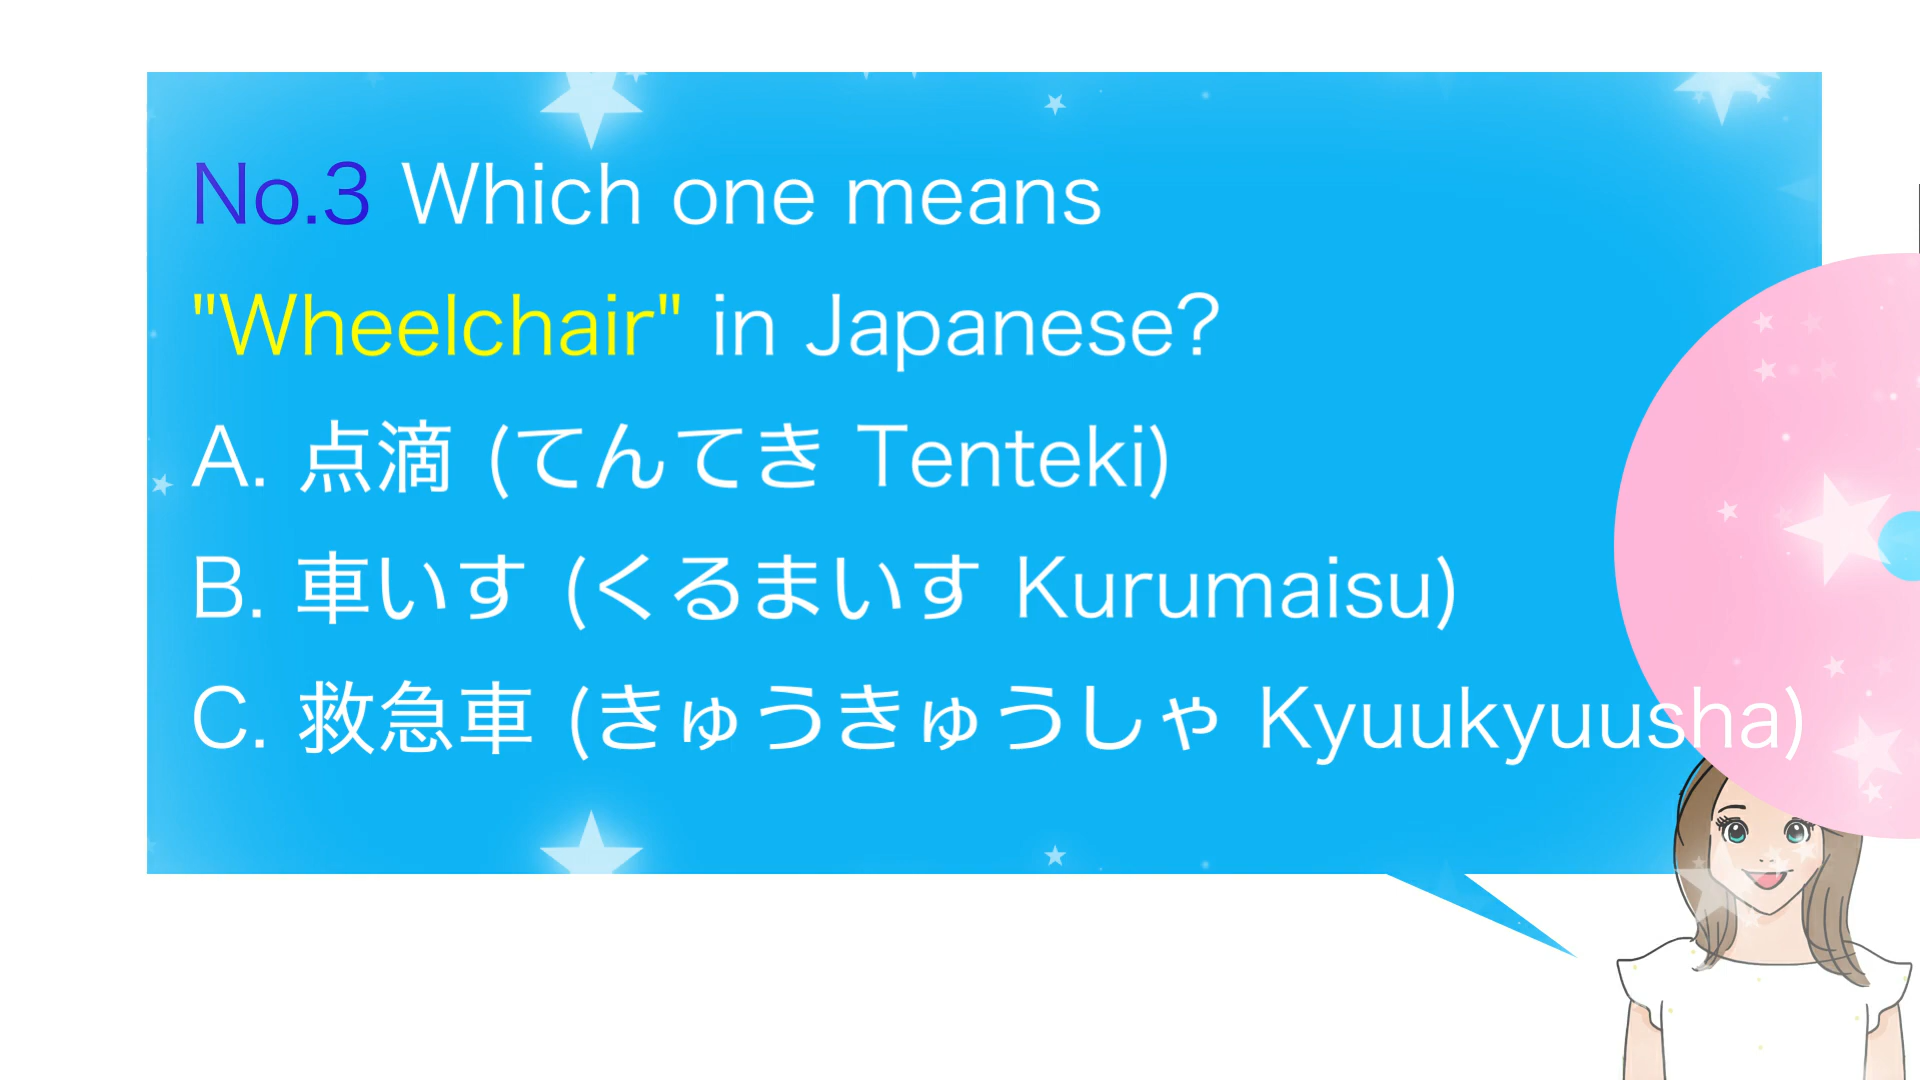 No.3 Which one means
"Wheelchair" in Japanese?
A. 点滴 (てんてき Tenteki)
B. 車いす (くるまいす Kurumaisu)
C. 救急車 (きゅうきゅうしゃ Kyuukyuusha)